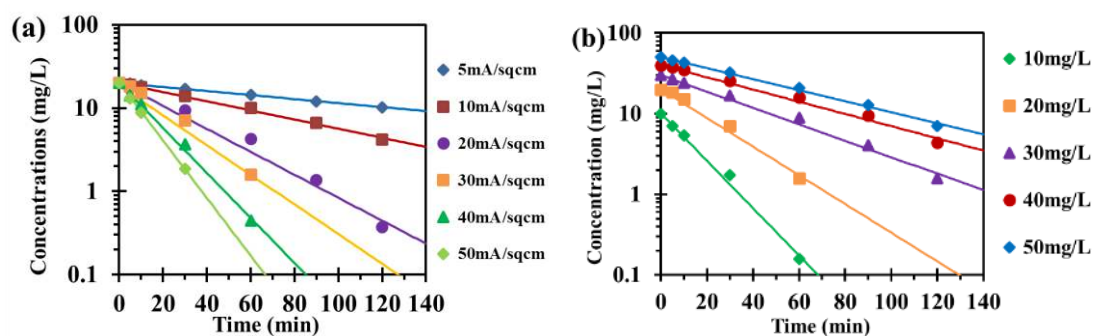 (a)
Concentrations (mg/L)
100
10
1
0.1
0 20 40 60 80 100 120 140
Time (min)
5mA/sqcm
10mA/sqcm
20mA/sqcm
30mA/sqcm
40mA/sqcm
50mA/sqcm
(b)
Concentration (mg/L)
100
10
1
0.1
0 20 40 60 80 100 120 140
Time (min)
10mg/L
20mg/L
30mg/L
40mg/L
50mg/L